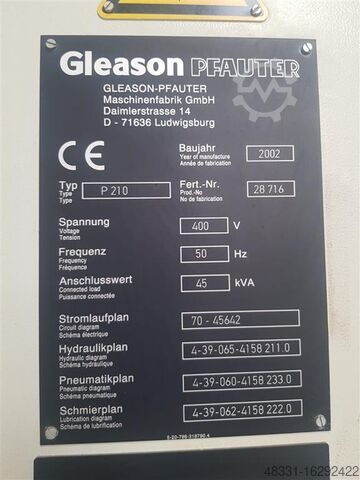 Gleason PFAUTER
GLEASON-PFAUTER
Maschinenfabrik GmbH
Daimlerstrasse 14
D - 71636 Ludwigsburg
CE
Baujahr
Year of manufacture
Année de fabrication
2002
Typ
Type
Type
P 210
Fert.-Nr.
Prod.-No
No de fabrication
28 716
Spannung
Voltage
Tension
400 V
Frequenz
Frequency
Fréquence
50 Hz
Anschlusswert
Connected load
Puissance connectée
45 kVA
Stromlaufplan
Circuit diagram
Schéma électrique
70 - 45642
Hydraulikplan
Hydraulic diagram
Schéma hydraulique
4-39-065-4158 211.0
Pneumatikplan
Pneumatic diagram
Schéma pneumatique
4-39-060-4158 233.0
Schmierplan
Lubrication diagram
Schéma de lubrification
4-39-062-4158 222.0
48331-16292422